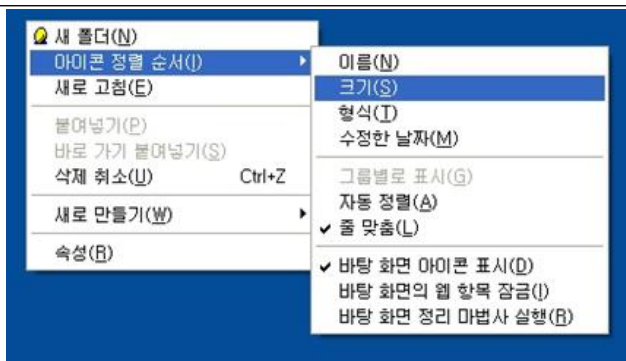 새 폴더(N)
아이콘 정렬 순서(I)
새로 고침(E)
붙여넣기(P)
바로 가기 붙여넣기(S)
삭제 취소(U) Ctrl+Z
새로 만들기(W)
속성(R)
이름(N)
크기(S)
형식(T)
수정한 날짜(M)
그룹별로 표시(G)
자동 정렬(A)
줄 맞춤(L)
바탕 화면 아이콘 표시(D)
바탕 화면의 웹 항목 잠금(I)
바탕 화면 정리 마법사 실행(R)